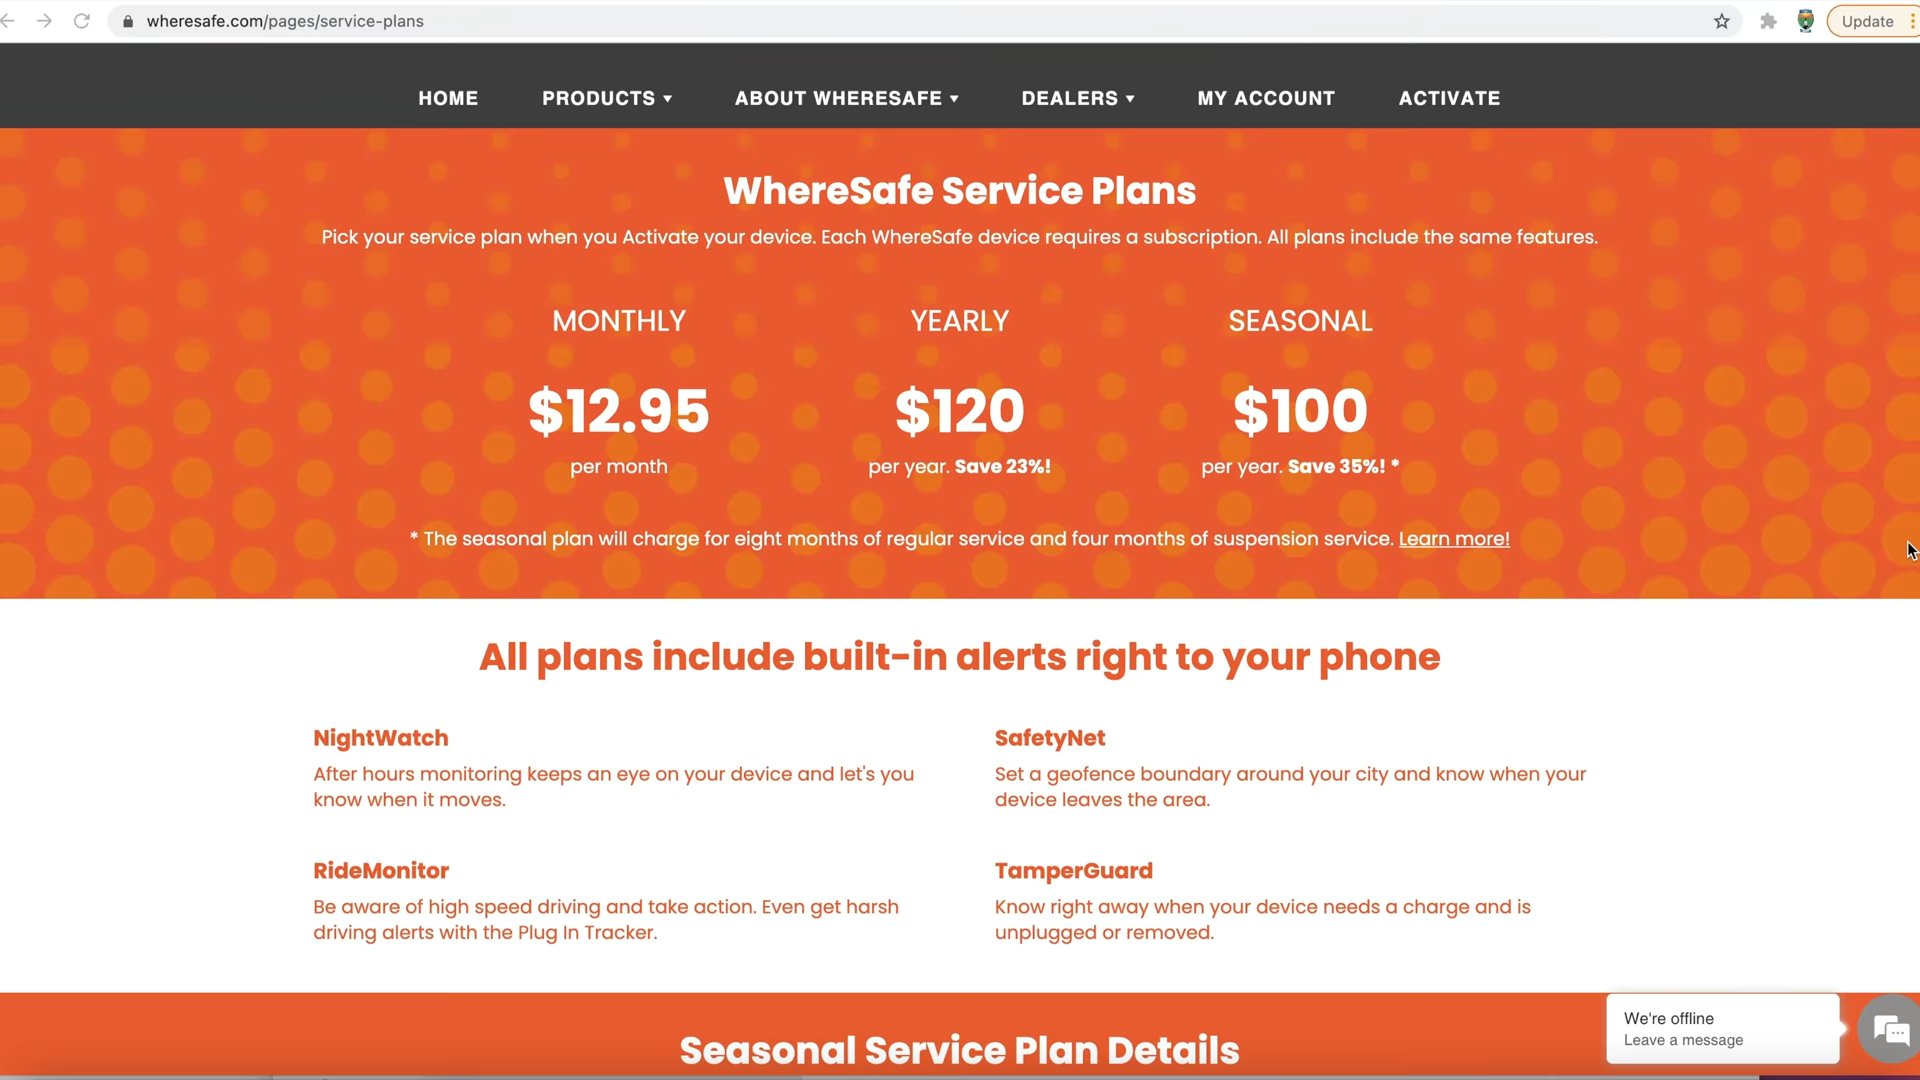 wheresafe.com/pages/service-plans
Update
HOME
PRODUCTS
ABOUT WHERESAFE
DEALERS
MY ACCOUNT
ACTIVATE
WhereSafe Service Plans
Pick your service plan when you Activate your device. Each WhereSafe device requires a subscription. All plans include the same features.
MONTHLY
$12.95
per month
YEARLY
$120
per year. Save 23%!
SEASONAL
$100
per year. Save 35%! *
* The seasonal plan will charge for eight months of regular service and four months of suspension service. Learn more!
All plans include built-in alerts right to your phone
NightWatch
After hours monitoring keeps an eye on your device and let's you
know when it moves.
SafetyNet
Set a geofence boundary around your city and know when your
device leaves the area.
RideMonitor
Be aware of high speed driving and take action. Even get harsh
driving alerts with the Plug In Tracker.
TamperGuard
Know right away when your device needs a charge and is
unplugged or removed.
Seasonal Service Plan Details
We're offline
Leave a message